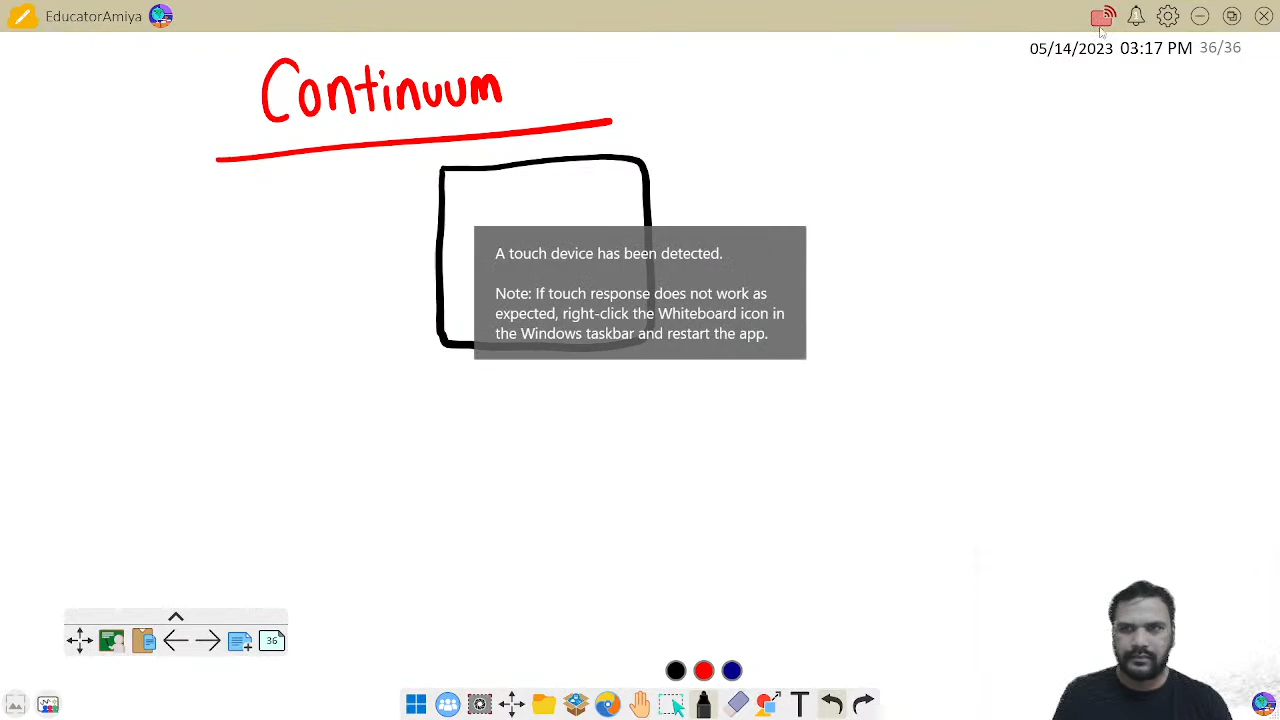 EducatorAmiya
05/14/2023 03:17 PM 36/36
Continuum
A touch device has been detected.
Note: If touch response does not work as
expected, right-click the Whiteboard icon in
the Windows taskbar and restart the app.
36